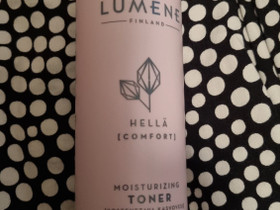 LUMENE
FINLAND
HELLÄ
[COMFORT]
MOISTURIZING
TONER